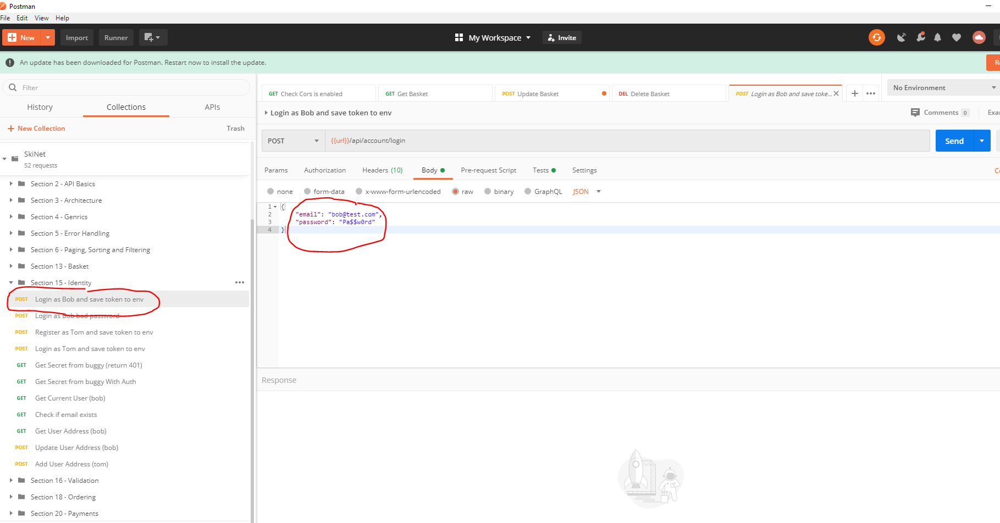 Postman
File Edit View Help
New Import Runner My Workspace Invite
An update has been downloaded for Postman. Restart now to install the update.
Filter
History Collections APIs
New Collection Trash
SkiNet
52 requests
Section 2 - API Basics
Section 3 - Architecture
Section 4 - Genrics
Section 5 - Error Handling
Section 6 - Paging, Sorting and Filtering
Section 13 - Basket
Section 15 - Identity
POST Login as Bob and save token to env
POST Login as Bob bad password
POST Register as Tom and save token to env
POST Login as Tom and save token to env
GET Get Secret from buggy (return 401)
GET Get Secret from buggy With Auth
GET Get Current User (bob)
GET Check if email exists
GET Get User Address (bob)
POST Update User Address (bob)
POST Add User Address (tom)
Section 16 - Validation
Section 18 - Ordering
Section 20 - Payments
GET Check Cors is enabled GET Get Basket POST Update Basket DEL Delete Basket POST Login as Bob and save toke... No Environment
Login as Bob and save token to env Comments 0
POST {{url}}/api/account/login Send
Params Authorization Headers (10) Body Pre-request Script Tests Settings
none form-data x-www-form-urlencoded raw binary GraphQL JSON
1 {
2 "email": "bob@test.com",
3 "password": "Pa$$w0rd"
4 }
Response